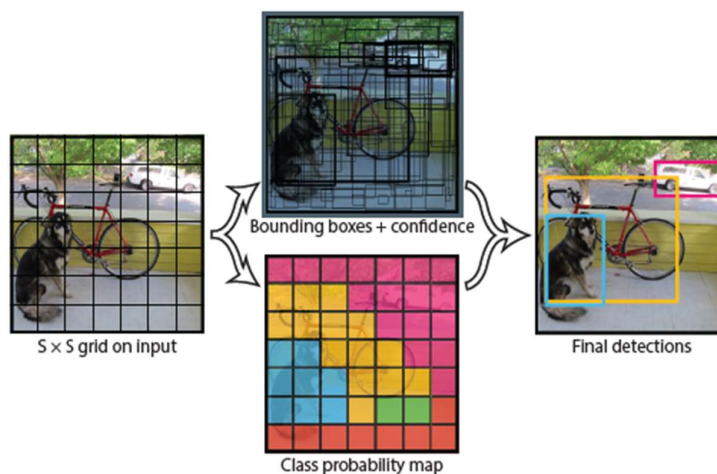 Bounding boxes + confidence
S × S grid on input
Final detections
Class probability map